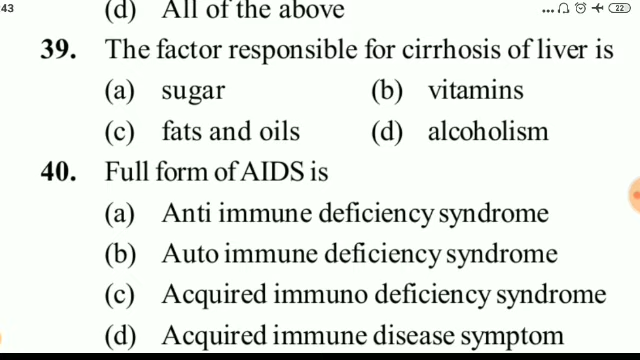 43
22
(d) All of the above
39. The factor responsible for cirrhosis of liver is
(a) sugar (b) vitamins
(c) fats and oils (d) alcoholism
40. Full form of AIDS is
(a) Anti immune deficiency syndrome
(b) Auto immune deficiency syndrome
(c) Acquired immuno deficiency syndrome
(d) Acquired immune disease symptom